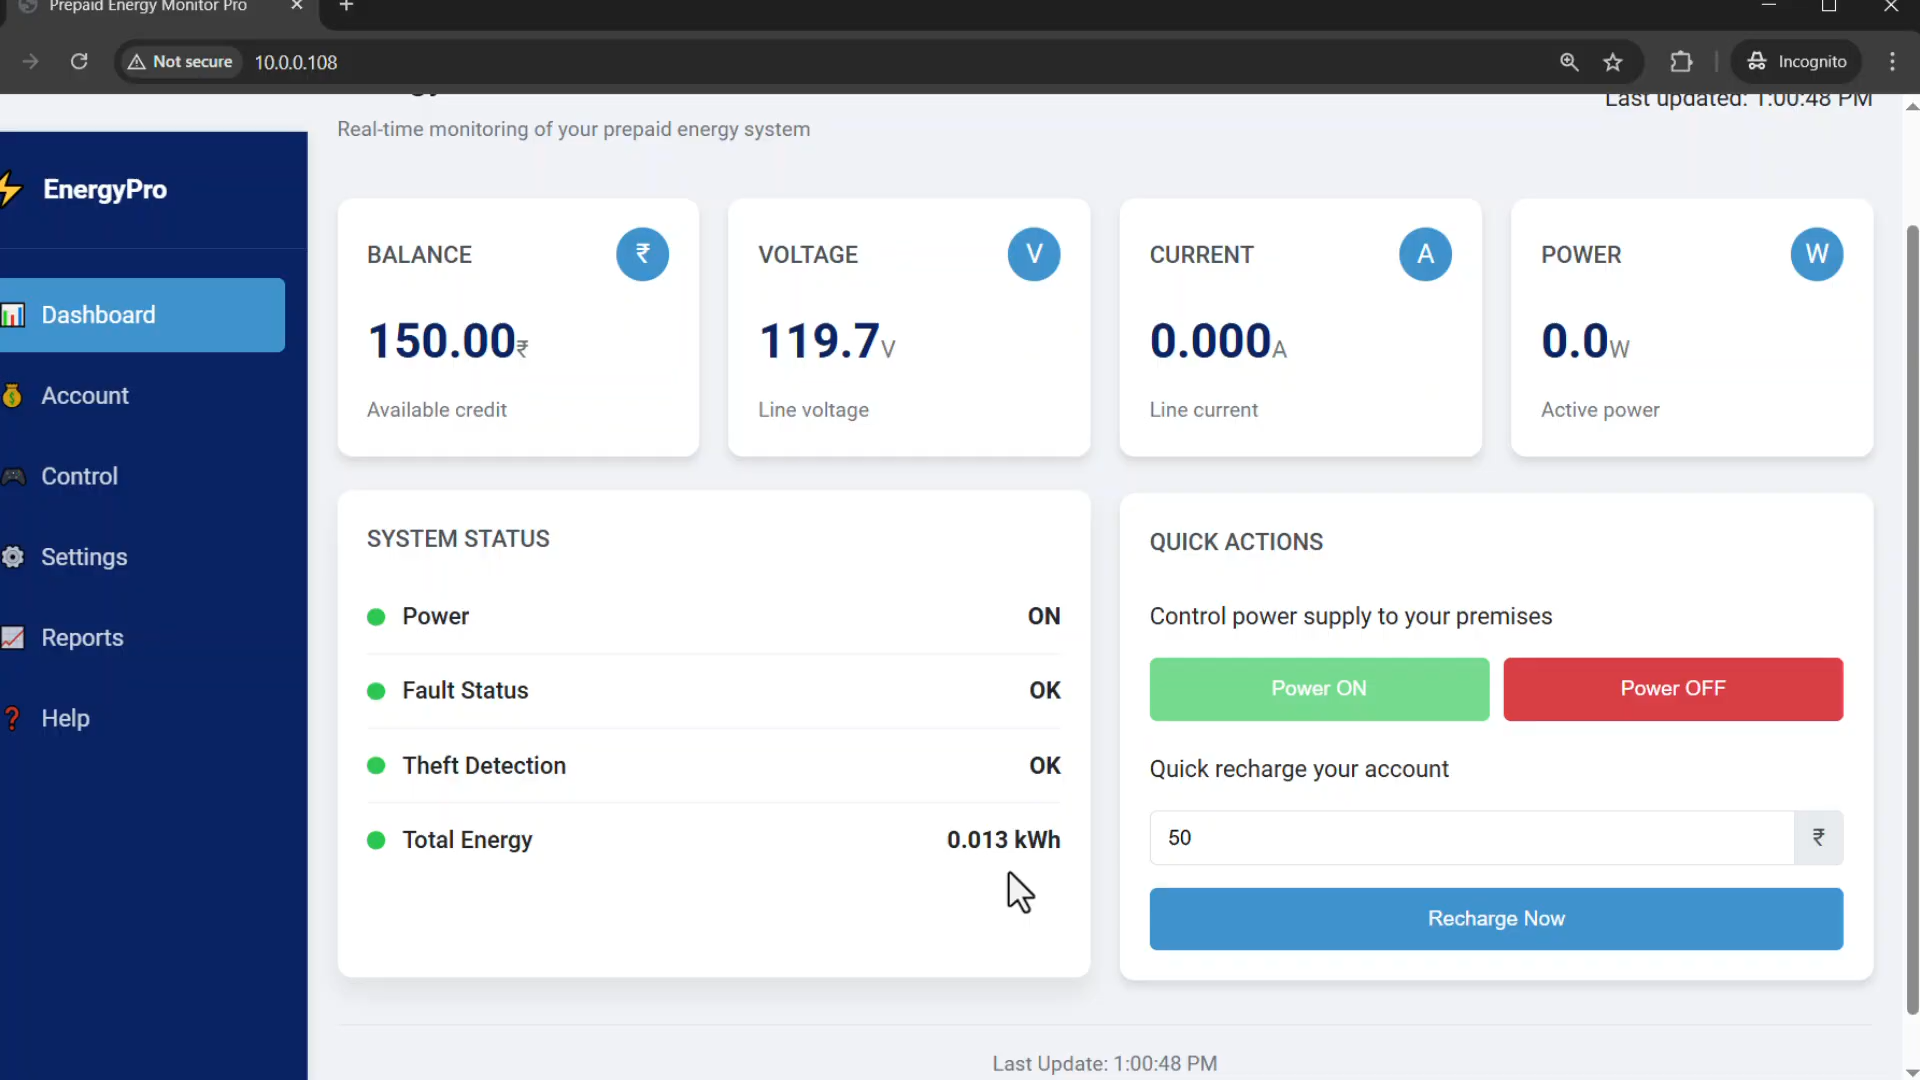 Prepaid Energy Monitor Pro
Not secure
10.0.0.108
Incognito
Last updated: 1:00:48 PM
Real-time monitoring of your prepaid energy system
EnergyPro
Dashboard
Account
Control
Settings
Reports
Help
BALANCE
₹
150.00₹
Available credit
VOLTAGE
V
119.7V
Line voltage
CURRENT
A
0.000A
Line current
POWER
W
0.0W
Active power
SYSTEM STATUS
Power ON
Fault Status OK
Theft Detection OK
Total Energy 0.013 kWh
QUICK ACTIONS
Control power supply to your premises
Power ON
Power OFF
Quick recharge your account
50 ₹
Recharge Now
Last Update: 1:00:48 PM